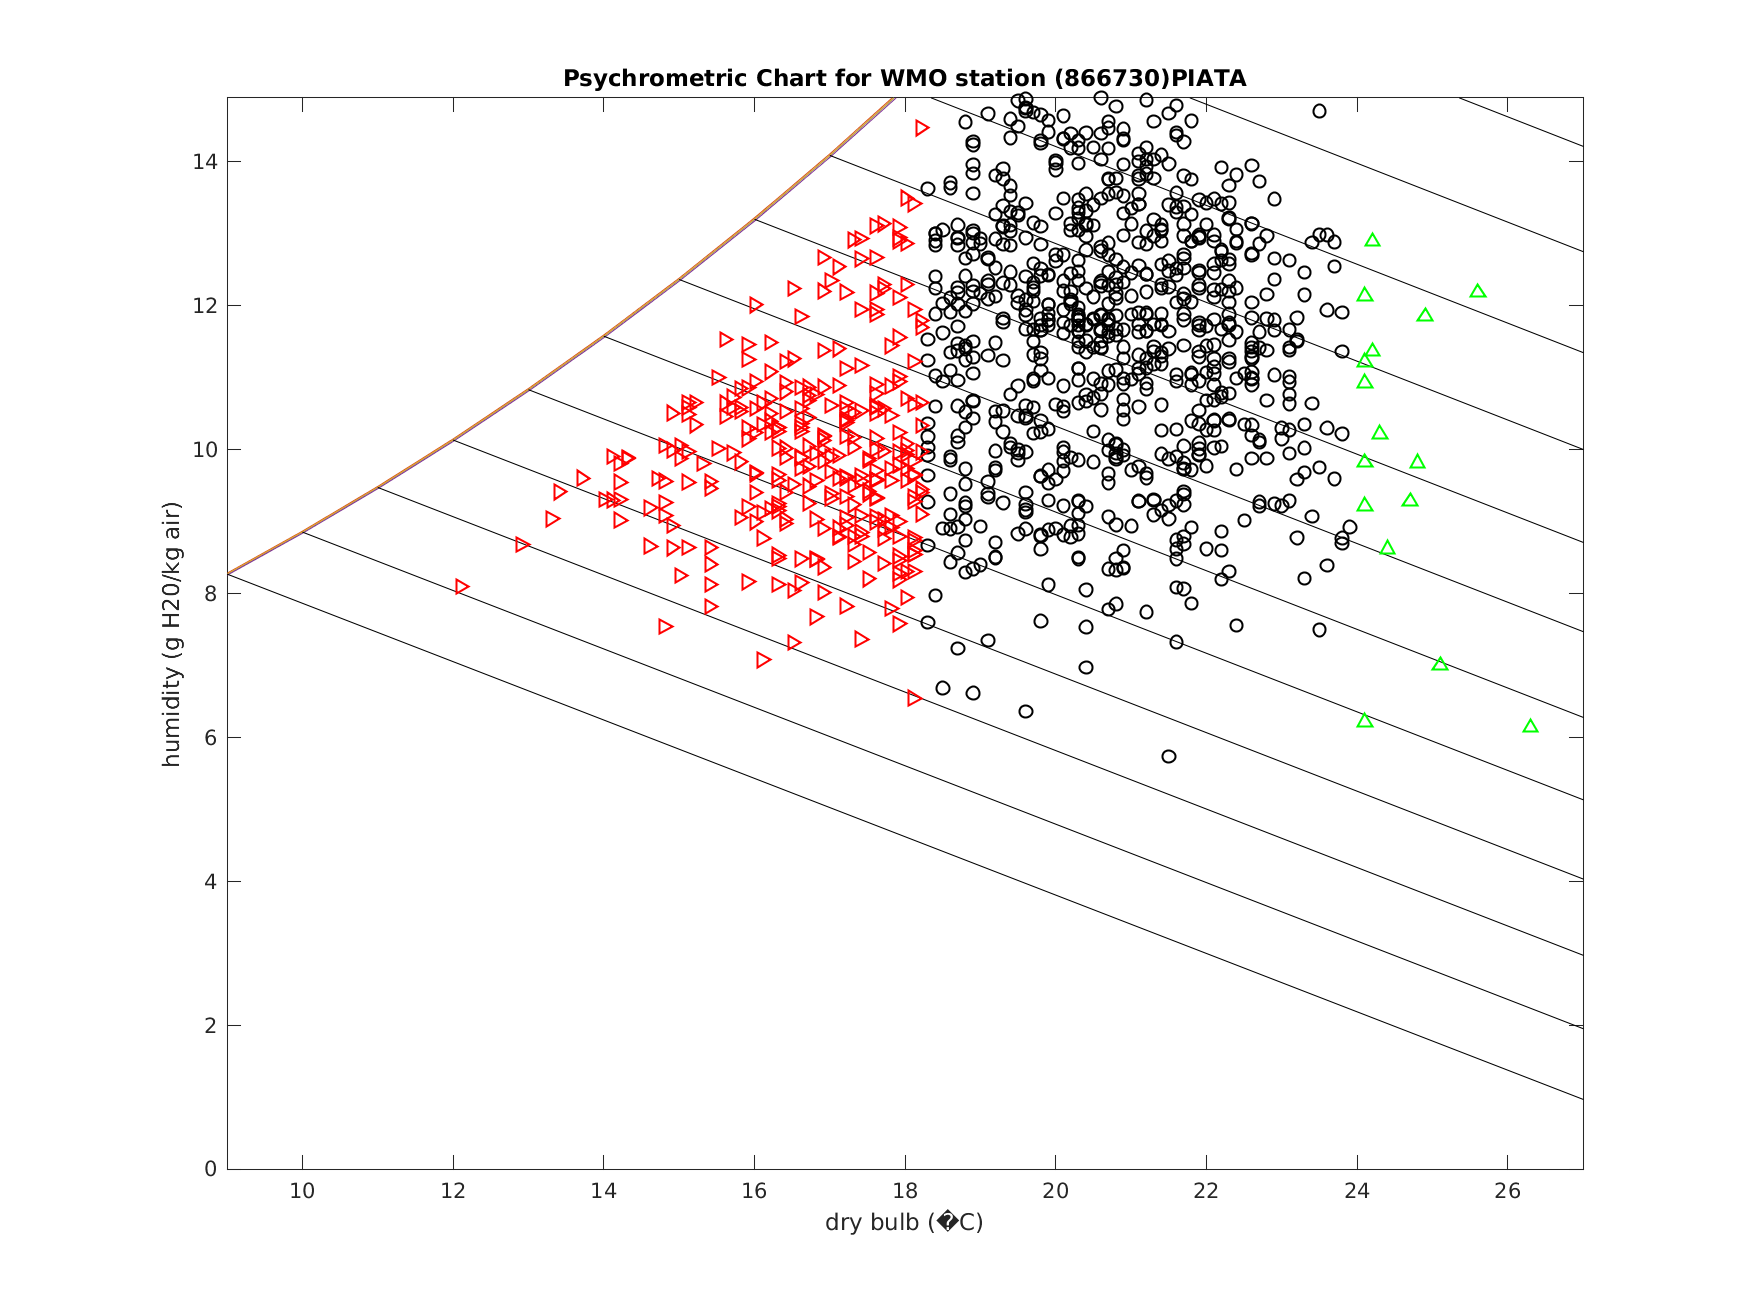 Psychrometric Chart for WMO station (866730)PIATA
humidity (g H20/kg air)
14
12
10
8
6
4
2
0
10 12 14 16 18 20 22 24 26
dry bulb (�C)